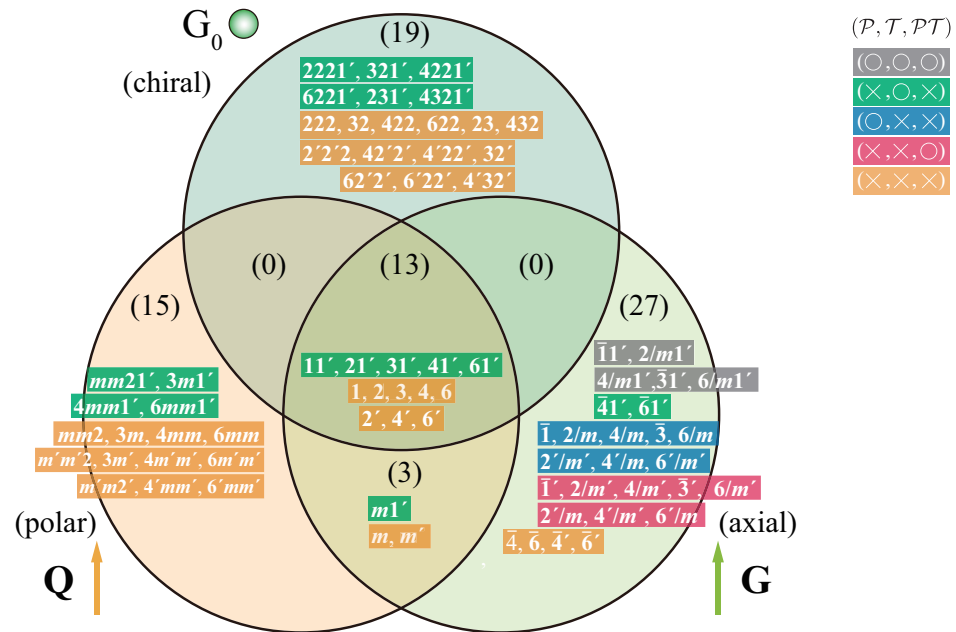 G₀
(chiral)
(19)
2221′, 321′, 4221′
6221′, 231′, 4321′
222, 32, 422, 622, 23, 432
2′2′2, 42′2′, 4′22′, 32′
62′2′, 6′22′, 4′32′
(𝒫, 𝒯, 𝒫𝒯)
(○, ○, ○)
(×, ○, ×)
(○, ×, ×)
(×, ×, ○)
(×, ×, ×)
(0)
(13)
(0)
(15)
(27)
11′, 21′, 31′, 41′, 61′
1, 2, 3, 4, 6
2′, 4′, 6′
mm21′, 3m1′
4mm1′, 6mm1′
mm2, 3m, 4mm, 6mm
m′m′2, 3m′, 4m′m′, 6m′m′
m′m2′, 4′mm′, 6′mm′
1̅1′, 2/m1′
4/m1′, 3̅1′, 6/m1′
4̅1′, 6̅1′
1̅, 2/m, 4/m, 3̅, 6/m
2′/m′, 4′/m, 6′/m′
1̅′, 2/m′, 4/m′, 3̅′, 6/m′
2′/m, 4′/m′, 6′/m
4̅, 6̅, 4̅′, 6̅′
(3)
m1′
m, m′
(polar)
Q
(axial)
G